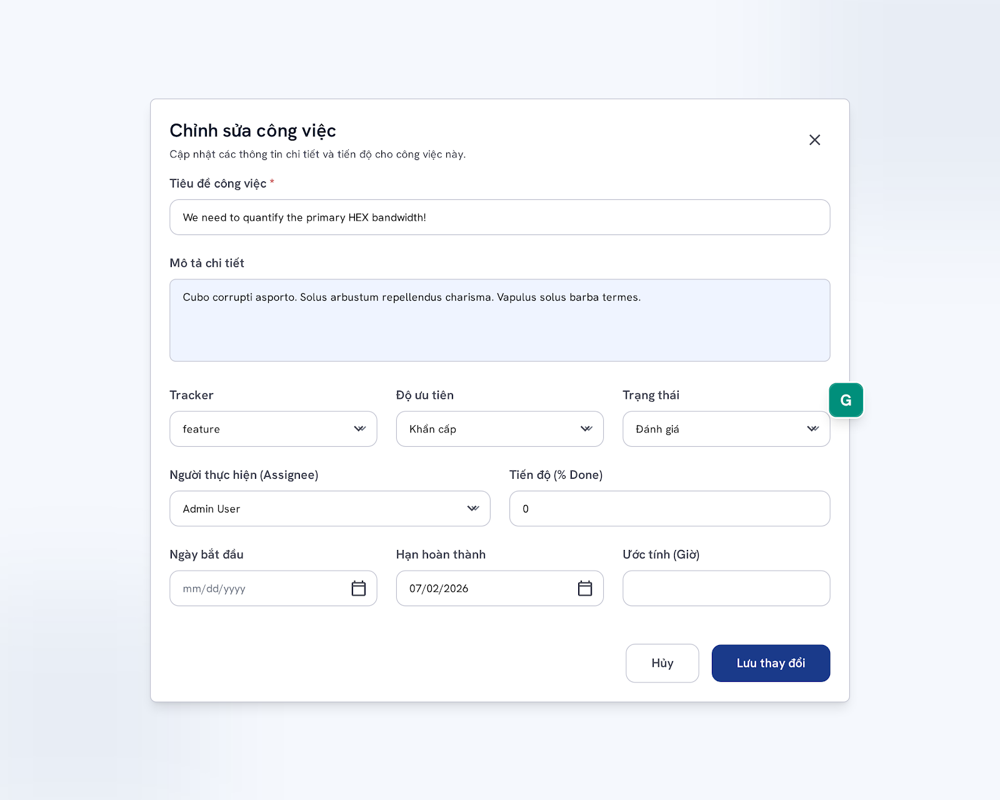 Chỉnh sửa công việc
Cập nhật các thông tin chi tiết và tiến độ cho công việc này.
Tiêu đề công việc *
We need to quantify the primary HEX bandwidth!
Mô tả chi tiết
Cubo corrupti asporto. Solus arbustum repellendus charisma. Vapulus solus barba termes.
Tracker Độ ưu tiên Trạng thái
G
feature Khẩn cấp Đánh giá
Người thực hiện (Assignee) Tiến độ (% Done)
Admin User 0
Ngày bắt đầu Hạn hoàn thành Ước tính (Giờ)
mm/dd/yyyy 07/02/2026
Hủy Lưu thay đổi